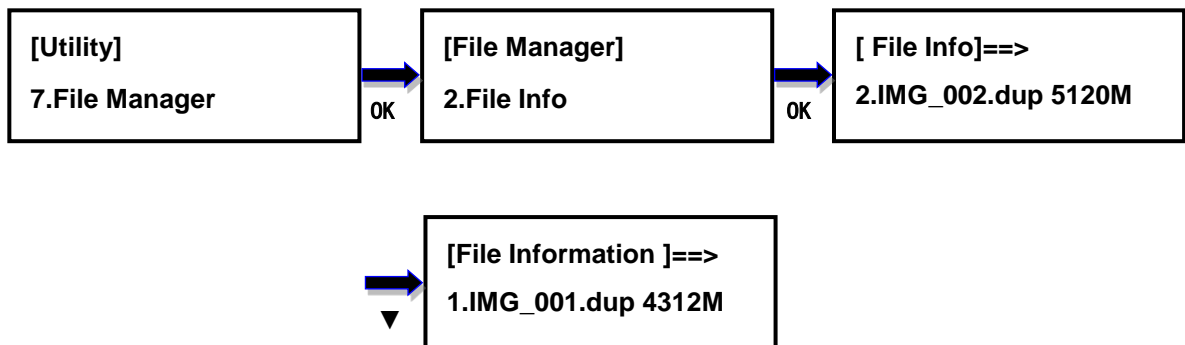 [Utility]
7.File Manager
OK
[File Manager]
2.File Info
OK
[ File Info]==>
2.IMG_002.dup 5120M
▼
[File Information ]==>
1.IMG_001.dup 4312M